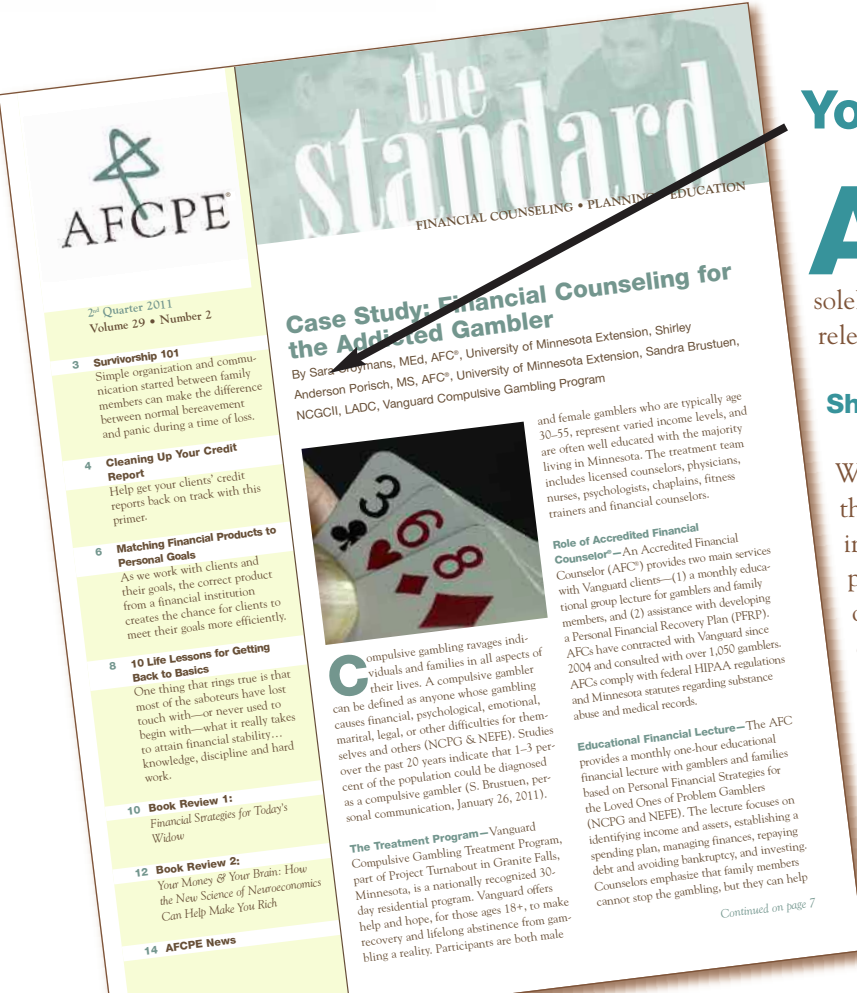 the
standard
FINANCIAL COUNSELING • PLANNING • EDUCATION
AFCPE®
2nd Quarter 2011
Volume 29 • Number 2
3 Survivorship 101
Simple organization and commu-
nication started between family
members can make the difference
between normal bereavement
and panic during a time of loss.
4 Cleaning Up Your Credit
Report
Help get your clients' credit
reports back on track with this
primer.
6 Matching Financial Products to
Personal Goals
As we work with clients and
their goals, the correct product
from a financial institution
creates the chance for clients to
meet their goals more efficiently.
8 10 Life Lessons for Getting
Back to Basics
One thing that rings true is that
most of the saboteurs have lost
touch with—or never used to
begin with—what it really takes
to attain financial stability…
knowledge, discipline and hard
work.
10 Book Review 1:
Financial Strategies for Today's
Widow
12 Book Review 2:
Your Money & Your Brain: How
the New Science of Neuroeconomics
Can Help Make You Rich
14 AFCPE News
Case Study: Financial Counseling for
the Addicted Gambler
By Sara Croymans, MEd, AFC®, University of Minnesota Extension, Shirley
Anderson Porisch, MS, AFC®, University of Minnesota Extension, Sandra Brustuen,
NCGCII, LADC, Vanguard Compulsive Gambling Program
3
6
8
Compulsive gambling ravages indi-
viduals and families in all aspects of
their lives. A compulsive gambler
can be defined as anyone whose gambling
causes financial, psychological, emotional,
marital, legal, or other difficulties for them-
selves and others (NCPG & NEFE). Studies
over the past 20 years indicate that 1–3 per-
cent of the population could be diagnosed
as a compulsive gambler (S. Brustuen, per-
sonal communication, January 26, 2011).
The Treatment Program—Vanguard
Compulsive Gambling Treatment Program,
part of Project Turnabout in Granite Falls,
Minnesota, is a nationally recognized 30-
day residential program. Vanguard offers
help and hope, for those ages 18+, to make
recovery and lifelong abstinence from gam-
bling a reality. Participants are both male
and female gamblers who are typically age
30–55, represent varied income levels, and
are often well educated with the majority
living in Minnesota. The treatment team
includes licensed counselors, physicians,
nurses, psychologists, chaplains, fitness
trainers and financial counselors.
Role of Accredited Financial
Counselor®—An Accredited Financial
Counselor (AFC®) provides two main services
with Vanguard clients—(1) a monthly educa-
tional group lecture for gamblers and family
members, and (2) assistance with developing
a Personal Financial Recovery Plan (PFRP).
AFCs have contracted with Vanguard since
2004 and consulted with over 1,050 gamblers.
AFCs comply with federal HIPAA regulations
and Minnesota statutes regarding substance
abuse and medical records.
Educational Financial Lecture—The AFC
provides a monthly one-hour educational
financial lecture with gamblers and families
based on Personal Financial Strategies for
the Loved Ones of Problem Gamblers
(NCPG and NEFE). The lecture focuses on
identifying income and assets, establishing a
spending plan, managing finances, repaying
debt and avoiding bankruptcy, and investing.
Counselors emphasize that family members
cannot stop the gambling, but they can help
Continued on page 7
Yo
A
sole
rele
Sh
W
th
in
p